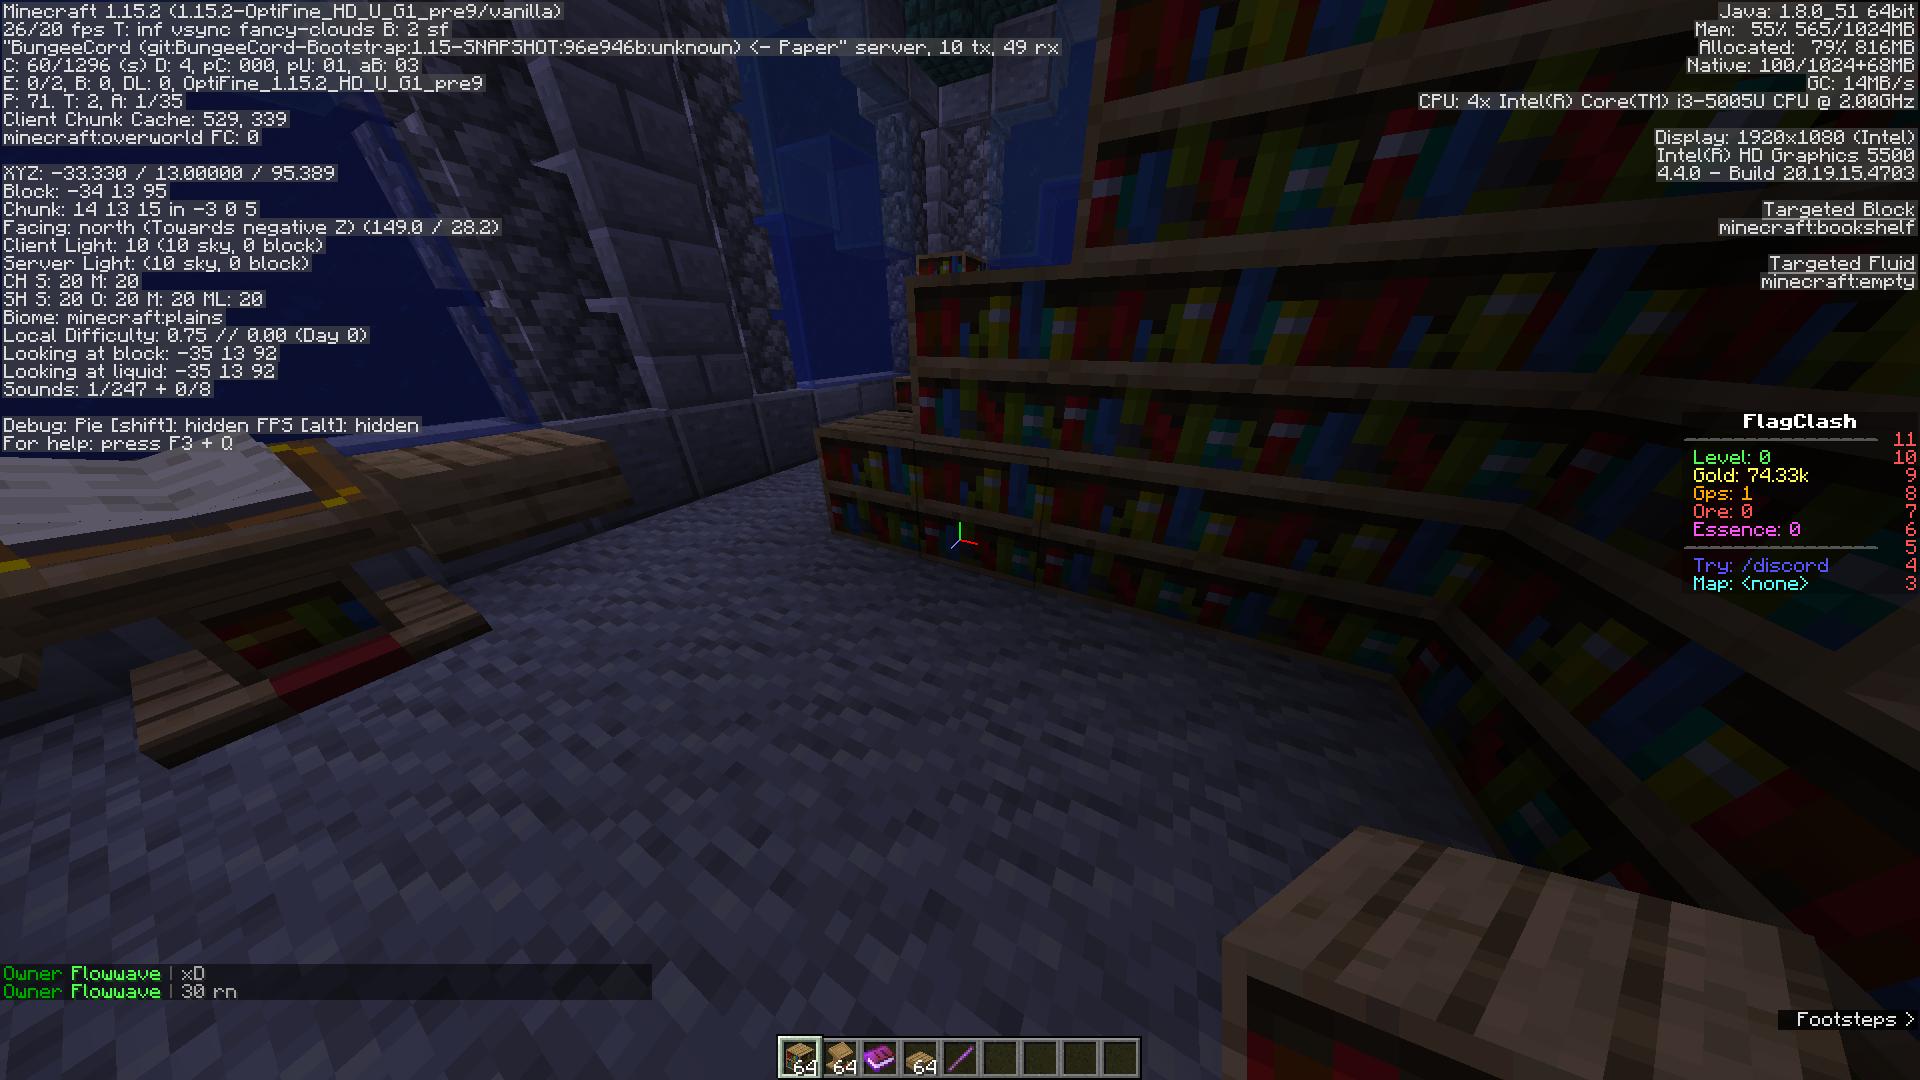 Minecraft 1.15.2 (1.15.2-OptiFine_HD_U_G1_pre9/vanilla)
26/20 fps T: inf vsync fancy-clouds B: 2 sf
"BungeeCord (git:BungeeCord-Bootstrap:1.15-SNAPSHOT:96e946b:unknown) <- Paper" server, 10 tx, 49 rx
C: 60/1296 (s) D: 4, pC: 000, pU: 01, aB: 03
E: 0/2, B: 0, DL: 0, OptiFine_1.15.2_HD_U_G1_pre9
P: 71. T: 2, A: 1/35
Client Chunk Cache: 529, 339
minecraft:overworld FC: 0
XYZ: -33.330 / 13.00000 / 95.389
Block: -34 13 95
Chunk: 14 13 15 in -3 0 5
Facing: north (Towards negative Z) (149.0 / 28.2)
Client Light: 10 (10 sky, 0 block)
Server Light: (10 sky, 0 block)
CH S: 20 M: 20
SH S: 20 O: 20 M: 20 ML: 20
Biome: minecraft:plains
Local Difficulty: 0.75 // 0.00 (Day 0)
Looking at block: -35 13 92
Looking at liquid: -35 13 92
Sounds: 1/247 + 0/8
Debug: Pie [shift]: hidden FPS [alt]: hidden
For help: press F3 + Q
Java: 1.8.0_51 64bit
Mem: 55% 565/1024MB
Allocated: 79% 816MB
Native: 100/1024+68MB
GC: 14MB/s
CPU: 4x Intel(R) Core(TM) i3-5005U CPU @ 2.00GHz
Display: 1920x1080 (Intel)
Intel(R) HD Graphics 5500
4.4.0 - Build 20.19.15.4703
Targeted Block
minecraft:bookshelf
Targeted Fluid
minecraft:empty
FlagClash
11
Level: 0 10
Gold: 74.33k 9
Gps: 1 8
Ore: 0 7
Essence: 0 6
5
Try: /discord 4
Map: <none> 3
Owner Flowwave | xD
Owner Flowwave | 30 rn
Footsteps >
64
64
64